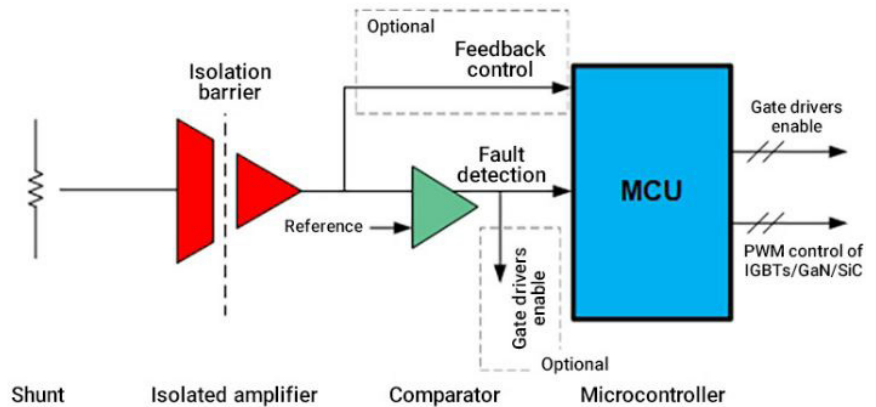 Optional
Feedback
control
Isolation
barrier
Gate drivers
enable
Fault
detection
MCU
Reference
PWM control of
IGBTs/GaN/SiC
Gate drivers
enable
Optional
Shunt
Isolated amplifier
Comparator
Microcontroller